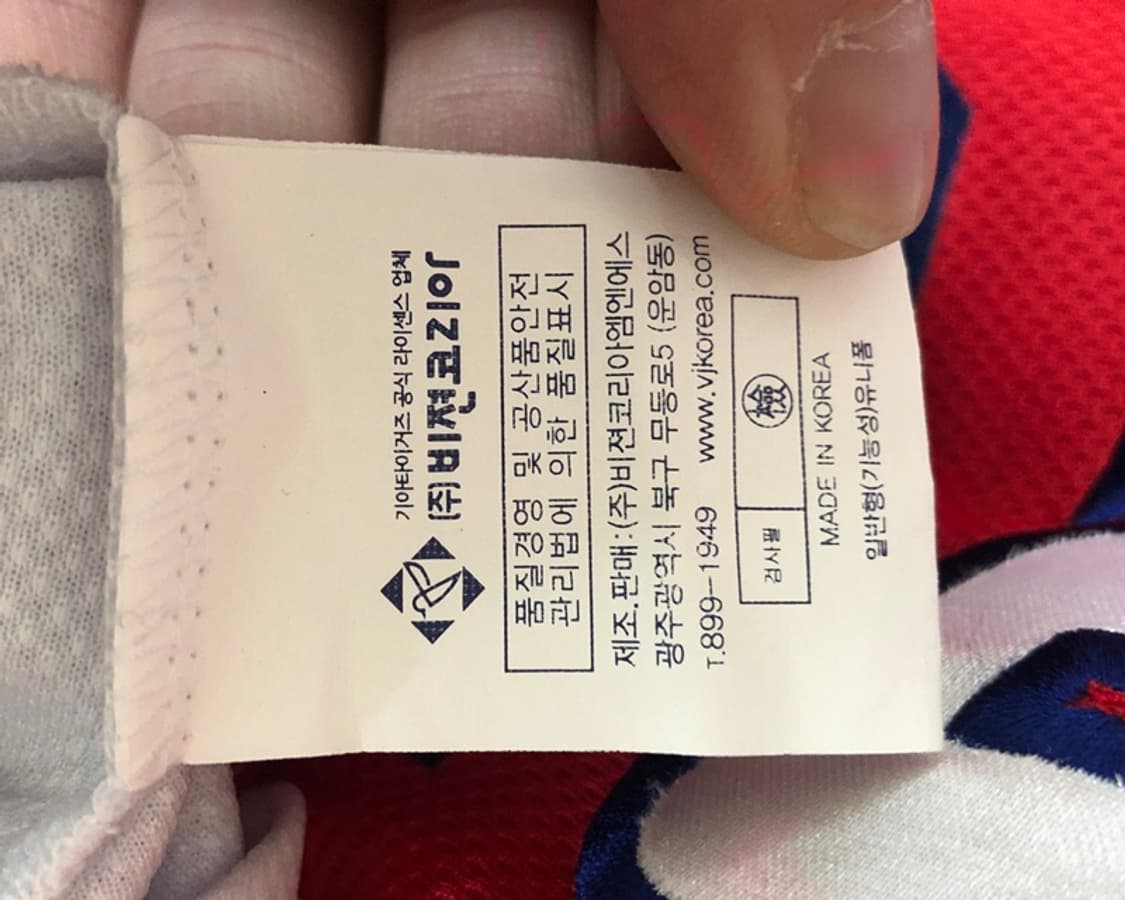 기아타이거즈 공식 라이센스 업체
(주)비젼코리아
품질경영 및 공산품안전
관리법에 의한 품질표시
제조.판매:(주)비젼코리아엠엔에스
광주광역시 북구 무등로5 (운암동)
T.899-1949 www.vjkorea.com
검사필 檢
MADE IN KOREA
일반형(기능성)유니폼